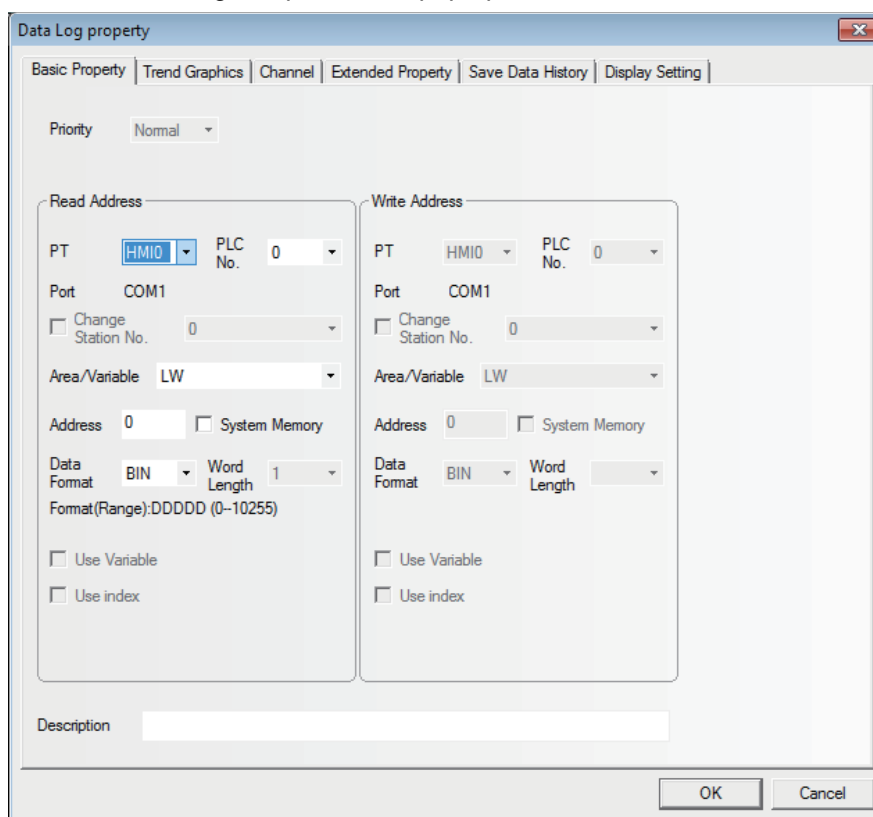 Data Log property
Basic Property Trend Graphics Channel Extended Property Save Data History Display Setting
Priority Normal
Read Address
PT HMI0 PLC No. 0
Port COM1
Change Station No. 0
Area/Variable LW
Address 0 System Memory
Data Format BIN Word Length 1
Format(Range):DDDDD (0--10255)
Use Variable
Use index
Write Address
PT HMI0 PLC No. 0
Port COM1
Change Station No. 0
Area/Variable LW
Address 0 System Memory
Data Format BIN Word Length
Use Variable
Use index
Description
OK Cancel